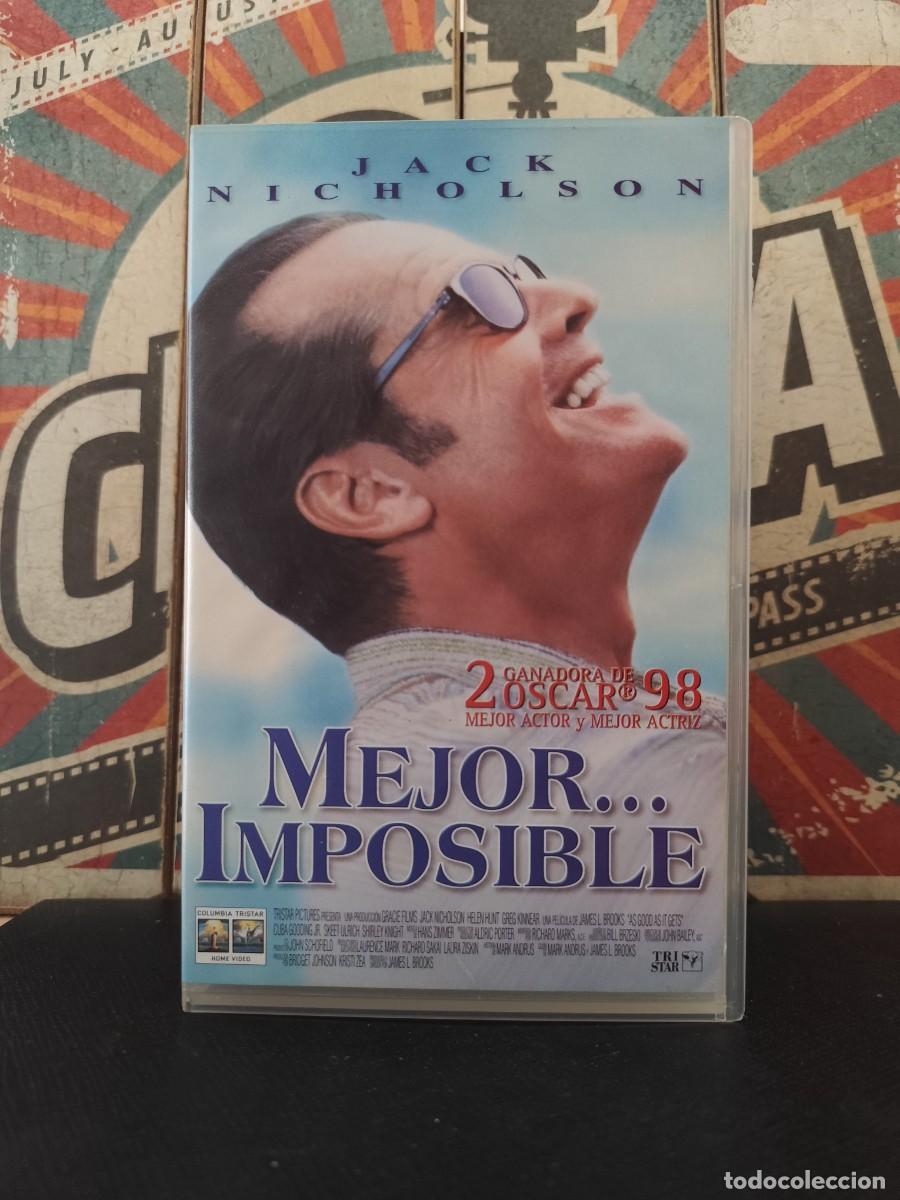 JULY - AUGUS
JACK
NICHOLSON
PASS
2 GANADORA DE
OSCAR® 98
MEJOR ACTOR y MEJOR ACTRIZ
MEJOR...
IMPOSIBLE
COLUMBIA TRISTAR
HOME VIDEO
TRISTAR PICTURES PRESENTA UNA PRODUCCIÓN GRACIE FILMS JACK NICHOLSON HELEN HUNT GREG KINNEAR UNA PELÍCULA DE JAMES L. BROOKS "AS GOOD AS IT GETS"
CUBA GOODING JR. SKEET ULRICH SHIRLEY KNIGHT HANS ZIMMER ALDRIC PORTER RICHARD MARKS, A.C.E. BILL BRZESKI JOHN BAILEY,
JOHN SCHOFIELD LAURENCE MARK RICHARD SAKAI LAURA ZISKIN MARK ANDRUS MARK ANDRUS Y JAMES L. BROOKS
BRIDGET JOHNSON KRISTI ZEA JAMES L. BROOKS
TRI
STAR
todocoleccion